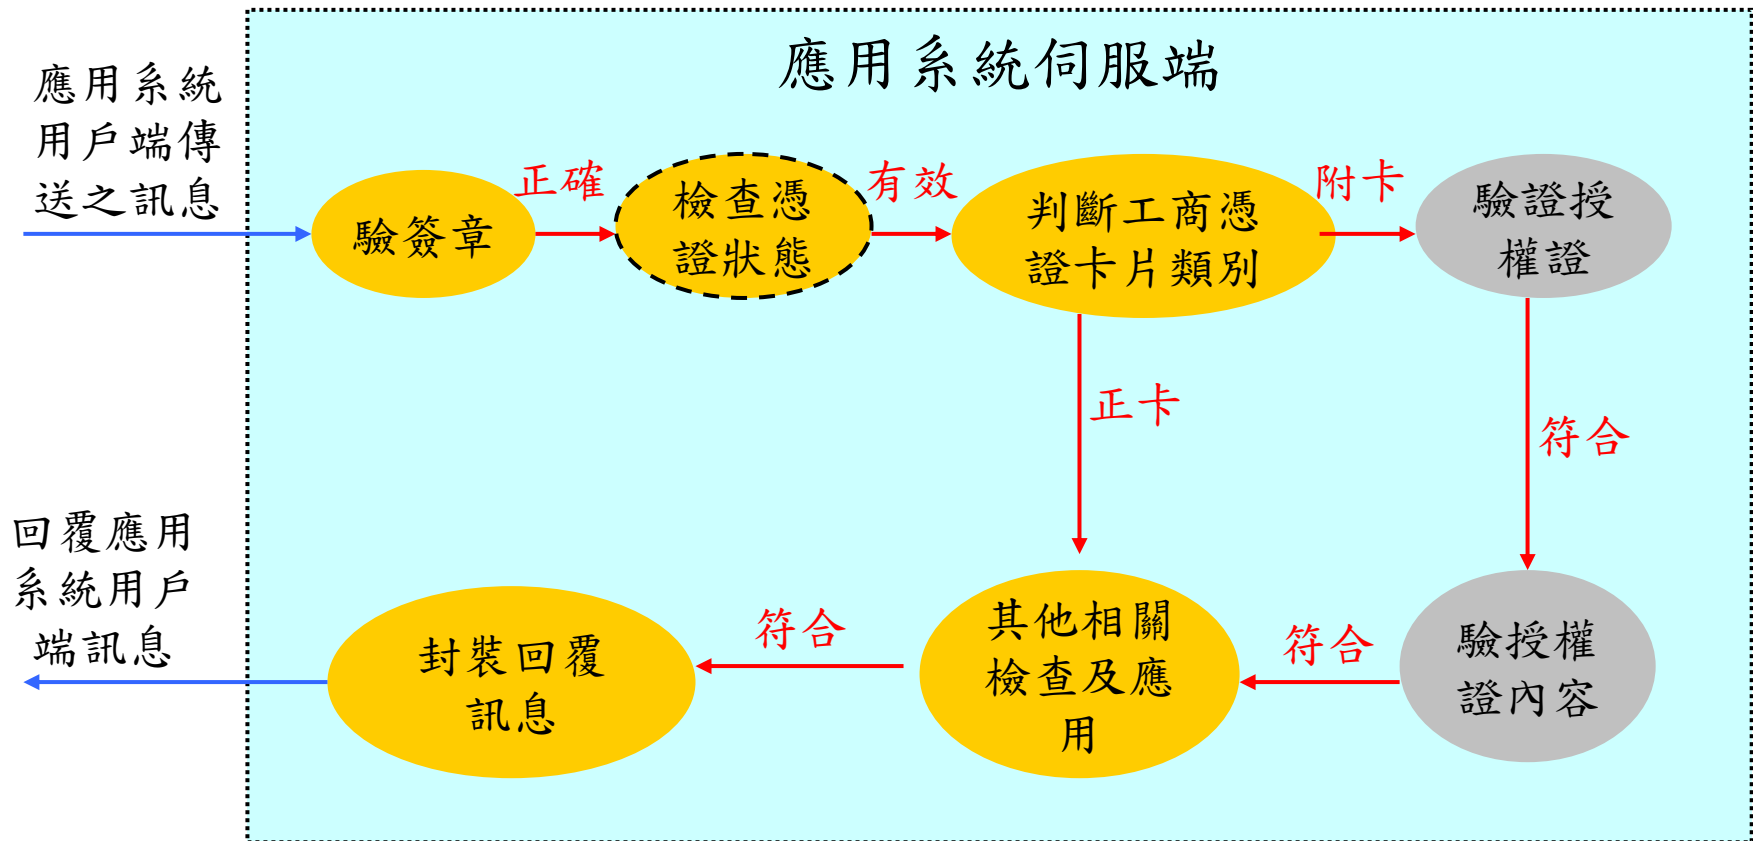 應用系統伺服端
應用系統
用戶端傳
送之訊息
驗簽章
正確
檢查憑
證狀態
有效
判斷工商憑
證卡片類別
附卡
驗證授
權證
正卡
符合
回覆應用
系統用戶
端訊息
封裝回覆
訊息
符合
其他相關
檢查及應
用
符合
驗授權
證內容